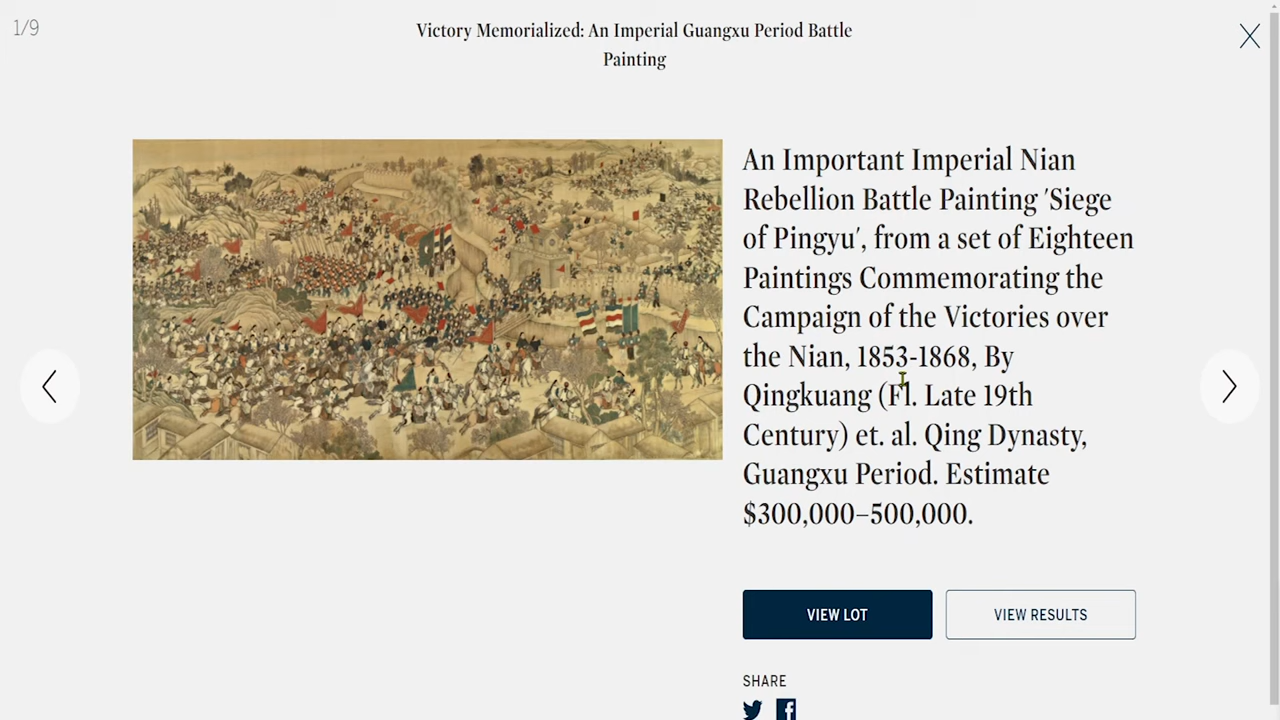 1/9
Victory Memorialized: An Imperial Guangxu Period Battle
Painting
An Important Imperial Nian
Rebellion Battle Painting 'Siege
of Pingyu', from a set of Eighteen
Paintings Commemorating the
Campaign of the Victories over
the Nian, 1853-1868, By
Qingkuang (Fl. Late 19th
Century) et. al. Qing Dynasty,
Guangxu Period. Estimate
$300,000–500,000.
VIEW LOT
VIEW RESULTS
SHARE